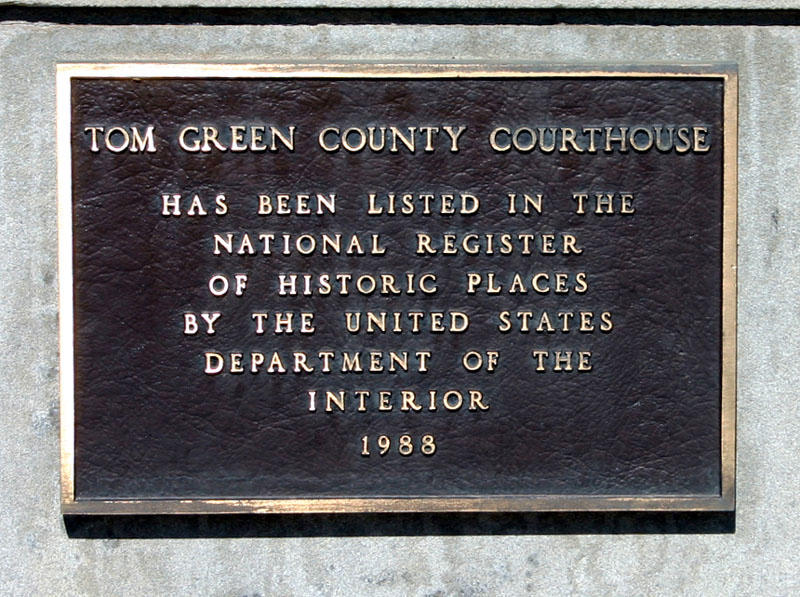 TOM GREEN COUNTY COURTHOUSE
HAS BEEN LISTED IN THE
NATIONAL REGISTER
OF HISTORIC PLACES
BY THE UNITED STATES
DEPARTMENT OF THE
INTERIOR
1988